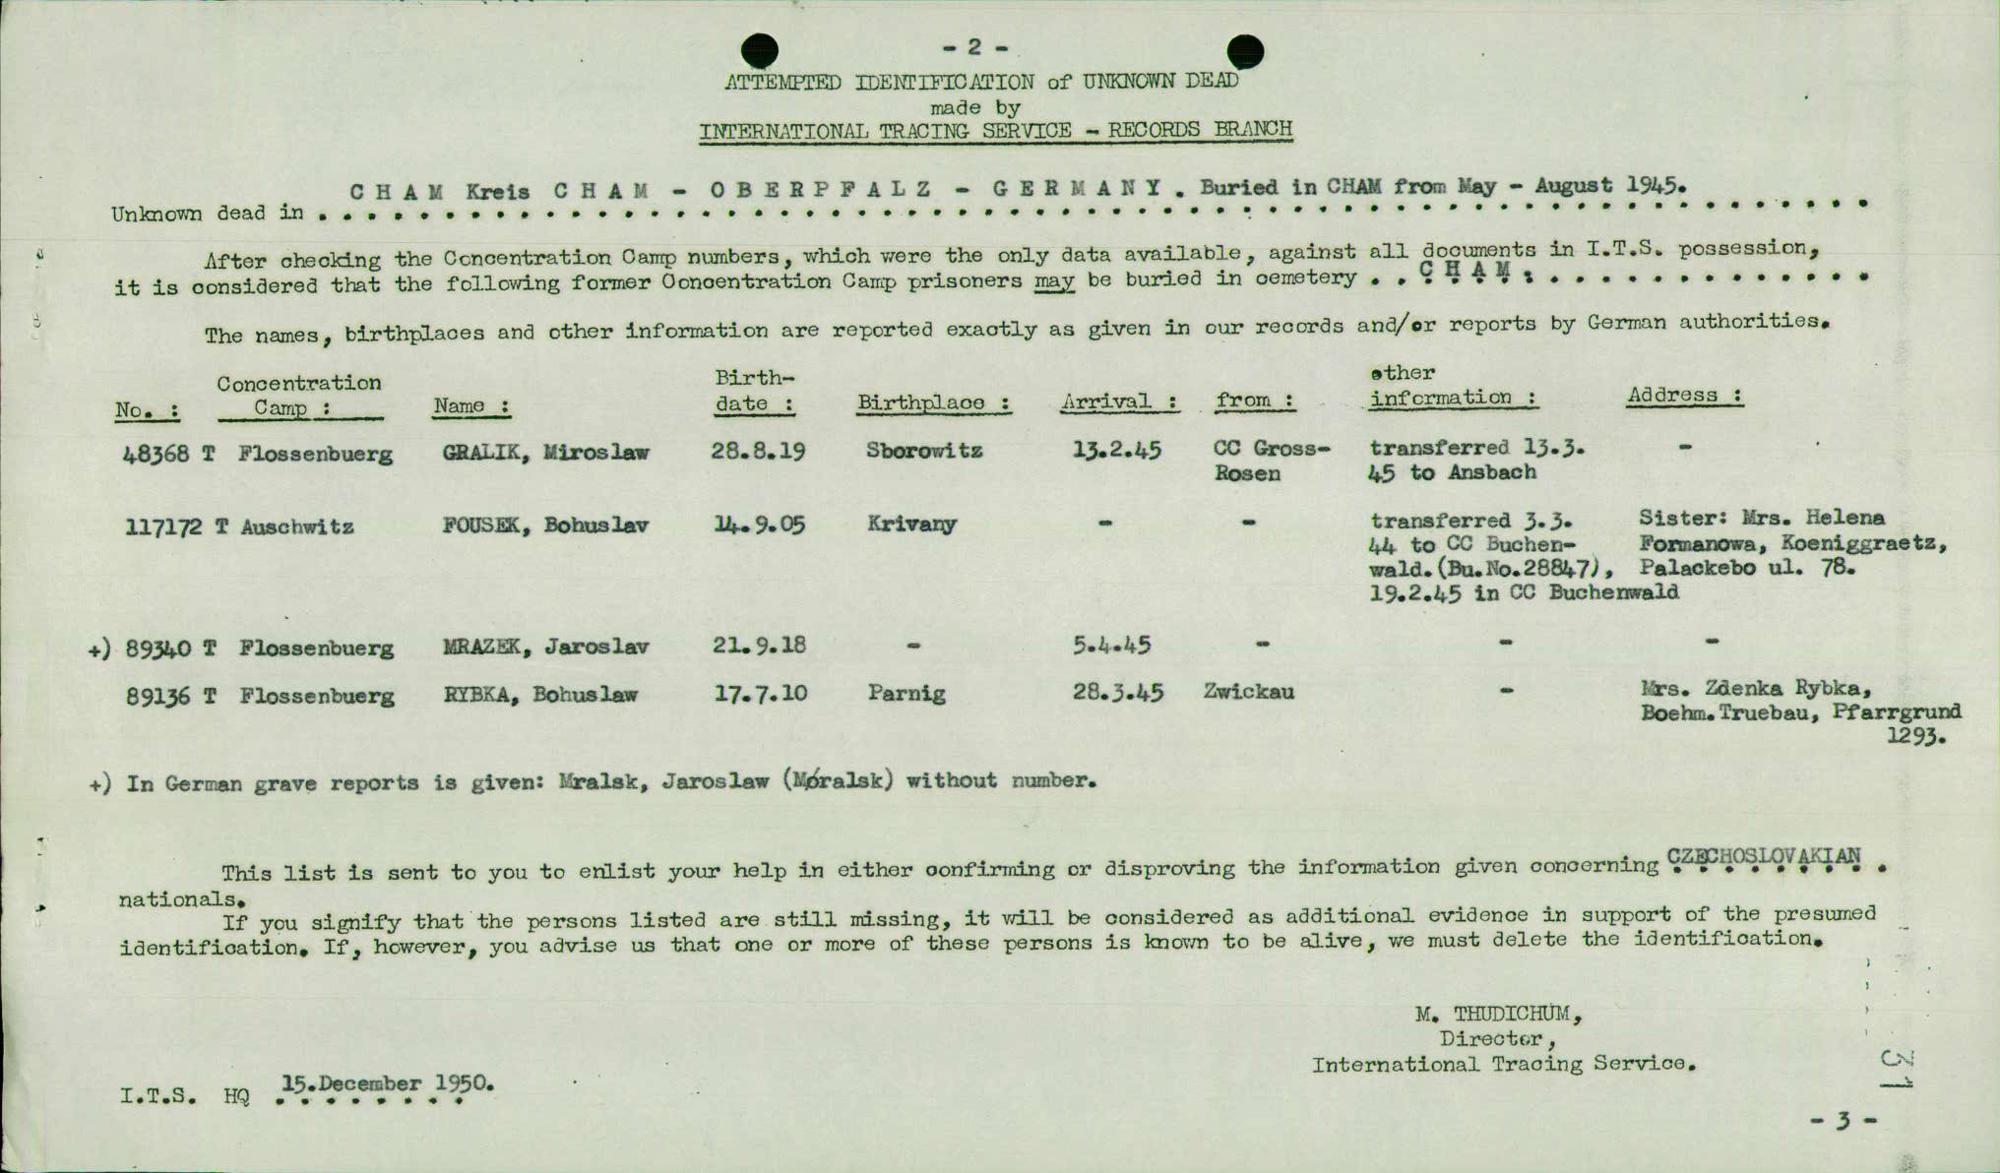 - 2 -
ATTEMPTED IDENTIFICATION of UNKNOWN DEAD
made by
INTERNATIONAL TRACING SERVICE - RECORDS BRANCH
Unknown dead in . C H A M Kreis C H A M - O B E R P F A L Z - G E R M A N Y . Buried in CHAM from May - August 1945.
After checking the Concentration Camp numbers, which were the only data available, against all documents in I.T.S. possession,
it is considered that the following former Concentration Camp prisoners may be buried in cemetery . . C H A M . . . . . . . . . . . . . .
The names, birthplaces and other information are reported exactly as given in our records and/or reports by German authorities.
No. : Concentration Camp : Name : Birth-date : Birthplace : Arrival : from : other information : Address :
48368 T Flossenbuerg GRALIK, Miroslaw 28.8.19 Sborowitz 13.2.45 CC Gross- transferred 13.3. -
Rosen 45 to Ansbach
117172 T Auschwitz FOUSEK, Bohuslav 14.9.05 Krivany - - transferred 3.3. Sister: Mrs. Helena
44 to CC Buchen- Formanowa, Koeniggraetz,
wald.(Bu.No.28847), Palackebo ul. 78.
19.2.45 in CC Buchenwald
+) 89340 T Flossenbuerg MRAZEK, Jaroslav 21.9.18 - 5.4.45 - - -
89136 T Flossenbuerg RYBKA, Bohuslaw 17.7.10 Parnig 28.3.45 Zwickau - Mrs. Zdenka Rybka,
Boehm.Truebau, Pfarrgrund
1293.
+) In German grave reports is given: Mralsk, Jaroslaw (Móralsk) without number.
This list is sent to you to enlist your help in either confirming or disproving the information given concerning CZECHOSLOVAKIAN .
nationals.
If you signify that the persons listed are still missing, it will be considered as additional evidence in support of the presumed
identification. If, however, you advise us that one or more of these persons is known to be alive, we must delete the identification.
M. THUDICHUM,
Director,
International Tracing Service.
I.T.S. HQ 15.December 1950.
- 3 -